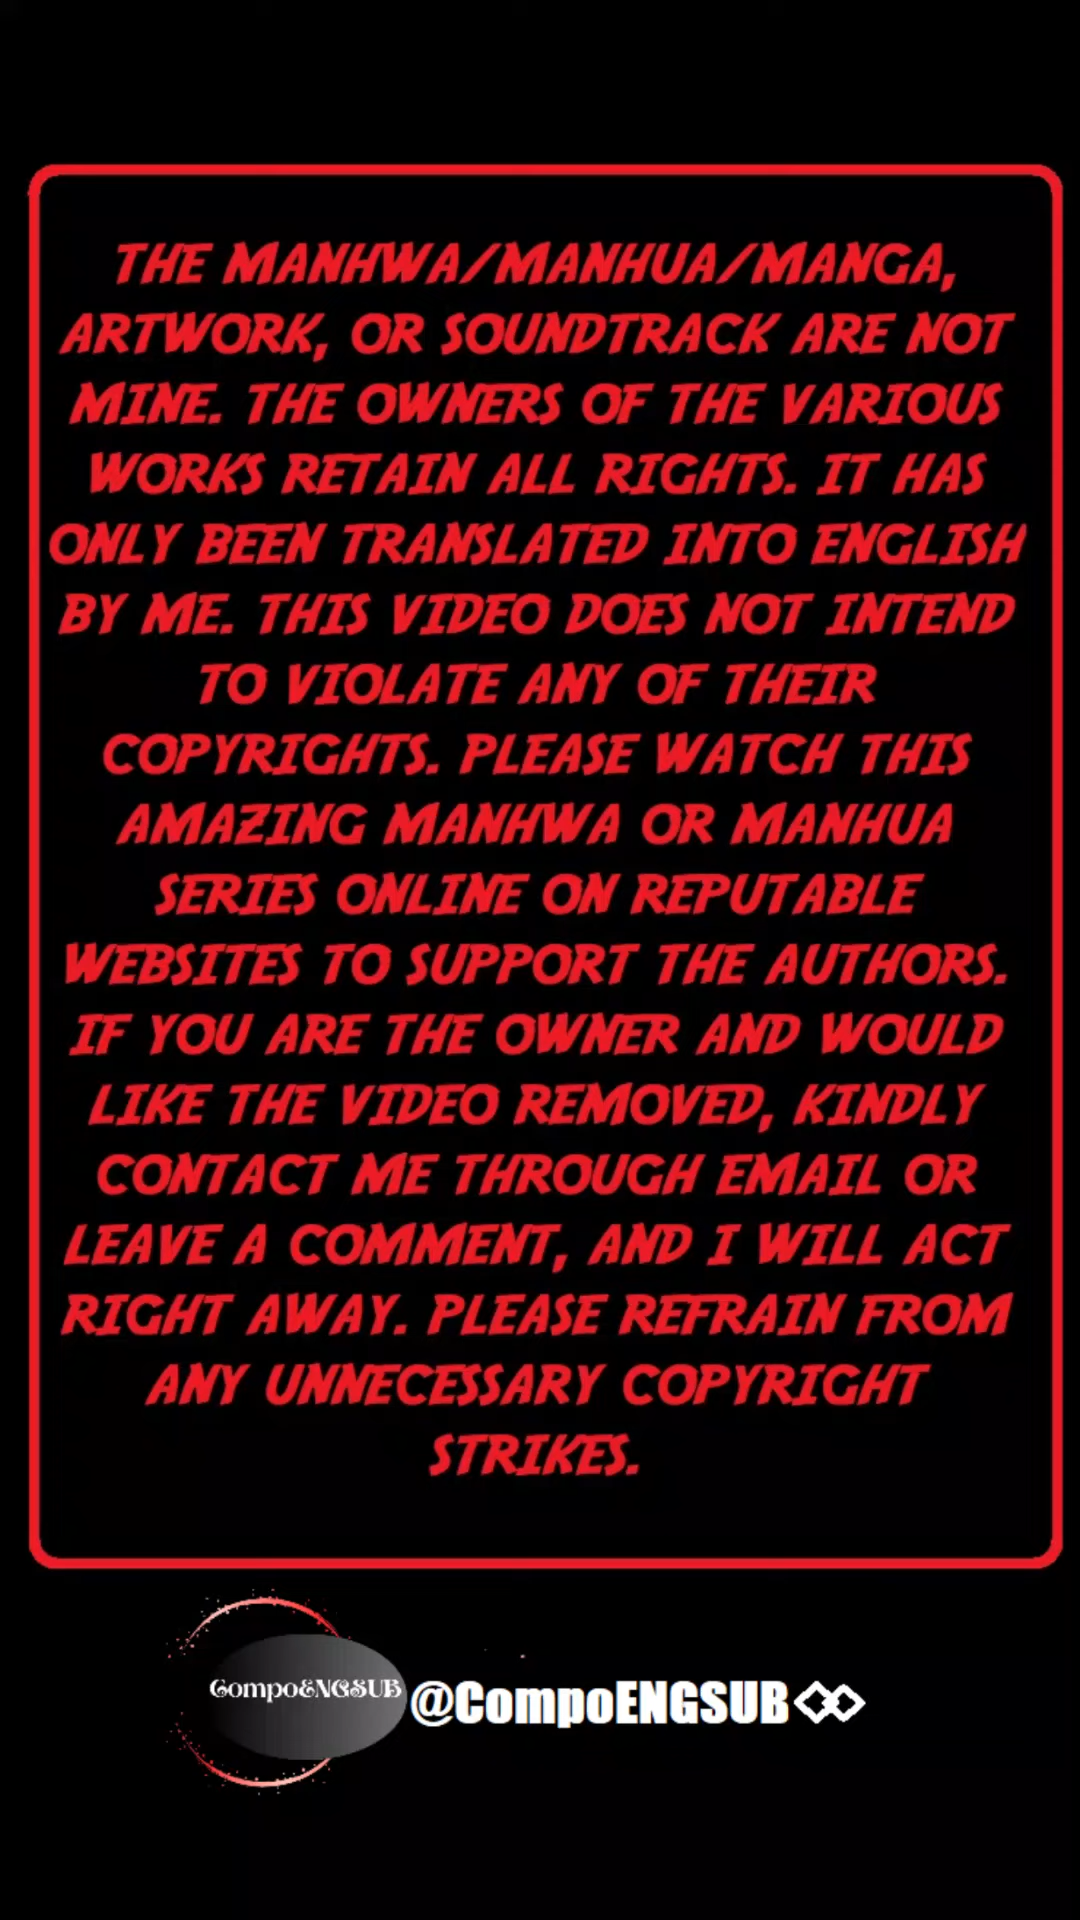 THE MANHWA/MANHUA/MANGA,
ARTWORK, OR SOUNDTRACK ARE NOT
MINE. THE OWNERS OF THE VARIOUS
WORKS RETAIN ALL RIGHTS. IT HAS
ONLY BEEN TRANSLATED INTO ENGLISH
BY ME. THIS VIDEO DOES NOT INTEND
TO VIOLATE ANY OF THEIR
COPYRIGHTS. PLEASE WATCH THIS
AMAZING MANHWA OR MANHUA
SERIES ONLINE ON REPUTABLE
WEBSITES TO SUPPORT THE AUTHORS.
IF YOU ARE THE OWNER AND WOULD
LIKE THE VIDEO REMOVED, KINDLY
CONTACT ME THROUGH EMAIL OR
LEAVE A COMMENT, AND I WILL ACT
RIGHT AWAY. PLEASE REFRAIN FROM
ANY UNNECESSARY COPYRIGHT
STRIKES.
CompoENGSUB
@CompoENGSUB